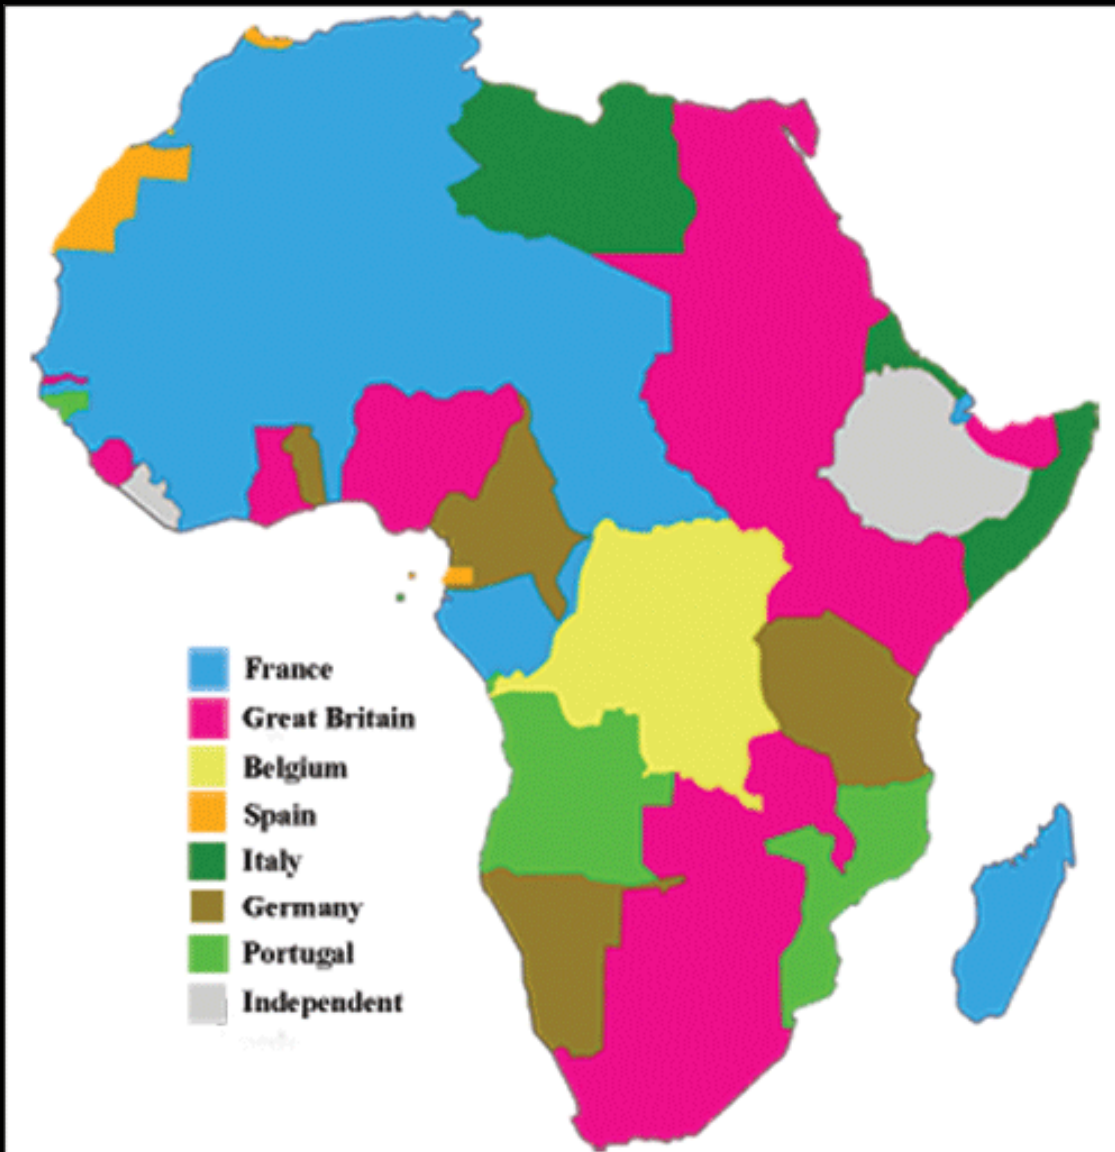 France
Great Britain
Belgium
Spain
Italy
Germany
Portugal
Independent